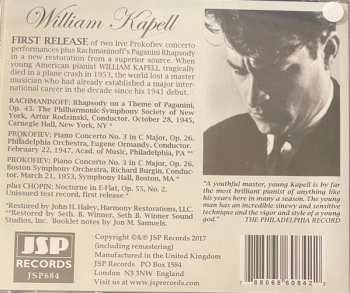 William Kapell
FIRST RELEASE of two live Prokofiev concerto
performances plus Rachmaninoff's Paganini Rhapsody
in a new restoration from a superior source. When
young American pianist WILLIAM KAPELL, tragically
died in a plane crash in 1953, the world lost a master
musician who had already established a major inter-
national career in the decade since his 1941 debut.
RACHMANINOFF: Rhapsody on a Theme of Paganini,
Op. 43. The Philharmonic-Symphony Society of New
York, Artur Rodzinski, Conductor, October 28, 1945,
Carnegie Hall, New York, NY *
PROKOFIEV: Piano Concerto No. 3 in C Major, Op. 26.
Philadelphia Orchestra, Eugene Ormandy, Conductor,
February 22, 1947, Acad. of Music, Philadelphia, PA **
PROKOFIEV: Piano Concerto No. 3 in C Major, Op. 26.
Boston Symphony Orchestra, Richard Burgin, Conduc-
tor. March 21, 1953, Symphony Hall, Boston, MA *
plus CHOPIN: Nocturne in E-Flat, Op. 55, No. 2.
Unissued test record, first release*
*Restored by John H. Haley, Harmony Restorations, LLC.
**Restored by Seth. B. Winner, Seth B. Winner Sound
Studios, Inc. Booklet notes by Jon M. Samuels.
"A youthful master, young Kapell is by far
the most brilliant pianist of anything like
his years here in many a season. The young
man has an incredible sinewy and sensitive
technique and the vigor and style of a young
god." THE PHILADELPHIA RECORD
JSP
RECORDS
JSP684
Copyright ©&℗ JSP Records 2017
(including remastering)
Manufactured in the United Kingdom
JSP Records PO Box 1584
London N3 3NW England
Visit us at www.jsprecords.com
7 88068 60842